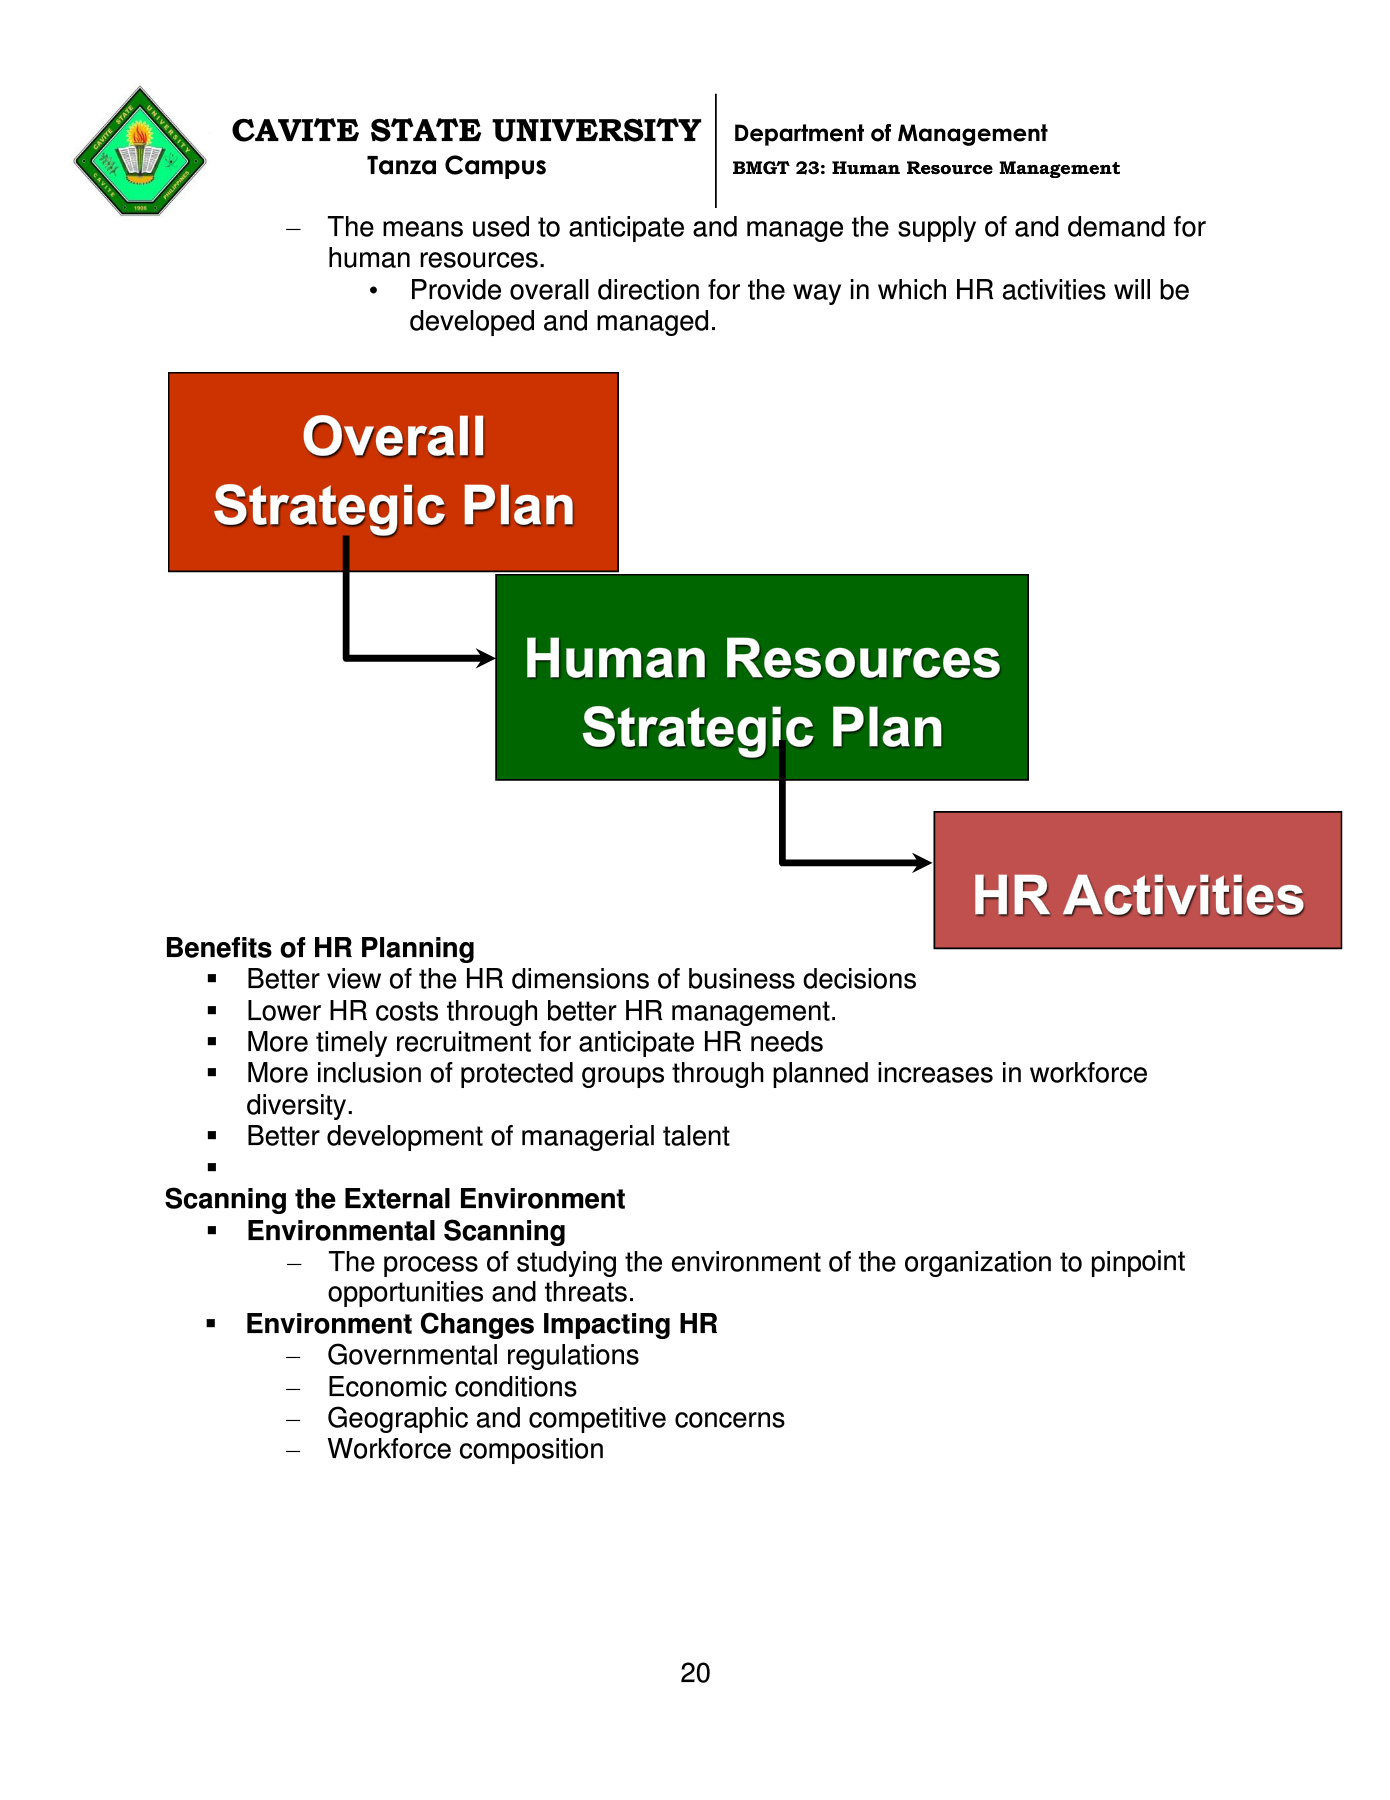 CAVITE STATE UNIVERSITY
Tanza Campus
Department of Management
BMGT 23: Human Resource Management
CAVITE STATE UNIVERSITY
CAVITE
PHILIPPINES
1906
– The means used to anticipate and manage the supply of and demand for
human resources.
• Provide overall direction for the way in which HR activities will be
developed and managed.
Overall
Strategic Plan
Human Resources
Strategic Plan
HR Activities
Benefits of HR Planning
▪ Better view of the HR dimensions of business decisions
▪ Lower HR costs through better HR management.
▪ More timely recruitment for anticipate HR needs
▪ More inclusion of protected groups through planned increases in workforce
diversity.
▪ Better development of managerial talent
▪
Scanning the External Environment
▪ Environmental Scanning
– The process of studying the environment of the organization to pinpoint
opportunities and threats.
▪ Environment Changes Impacting HR
– Governmental regulations
– Economic conditions
– Geographic and competitive concerns
– Workforce composition
20